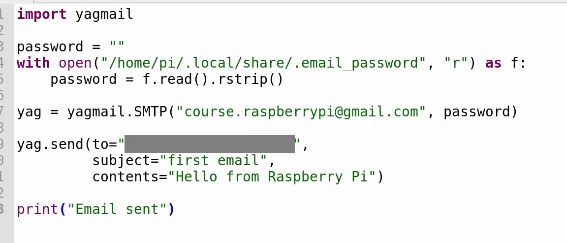 import yagmail
password = ""
with open("/home/pi/.local/share/.email_password", "r") as f:
password = f.read().rstrip()
yag = yagmail.SMTP("course.raspberrypi@gmail.com", password)
yag.send(to="",
subject="first email",
contents="Hello from Raspberry Pi")
print("Email sent")